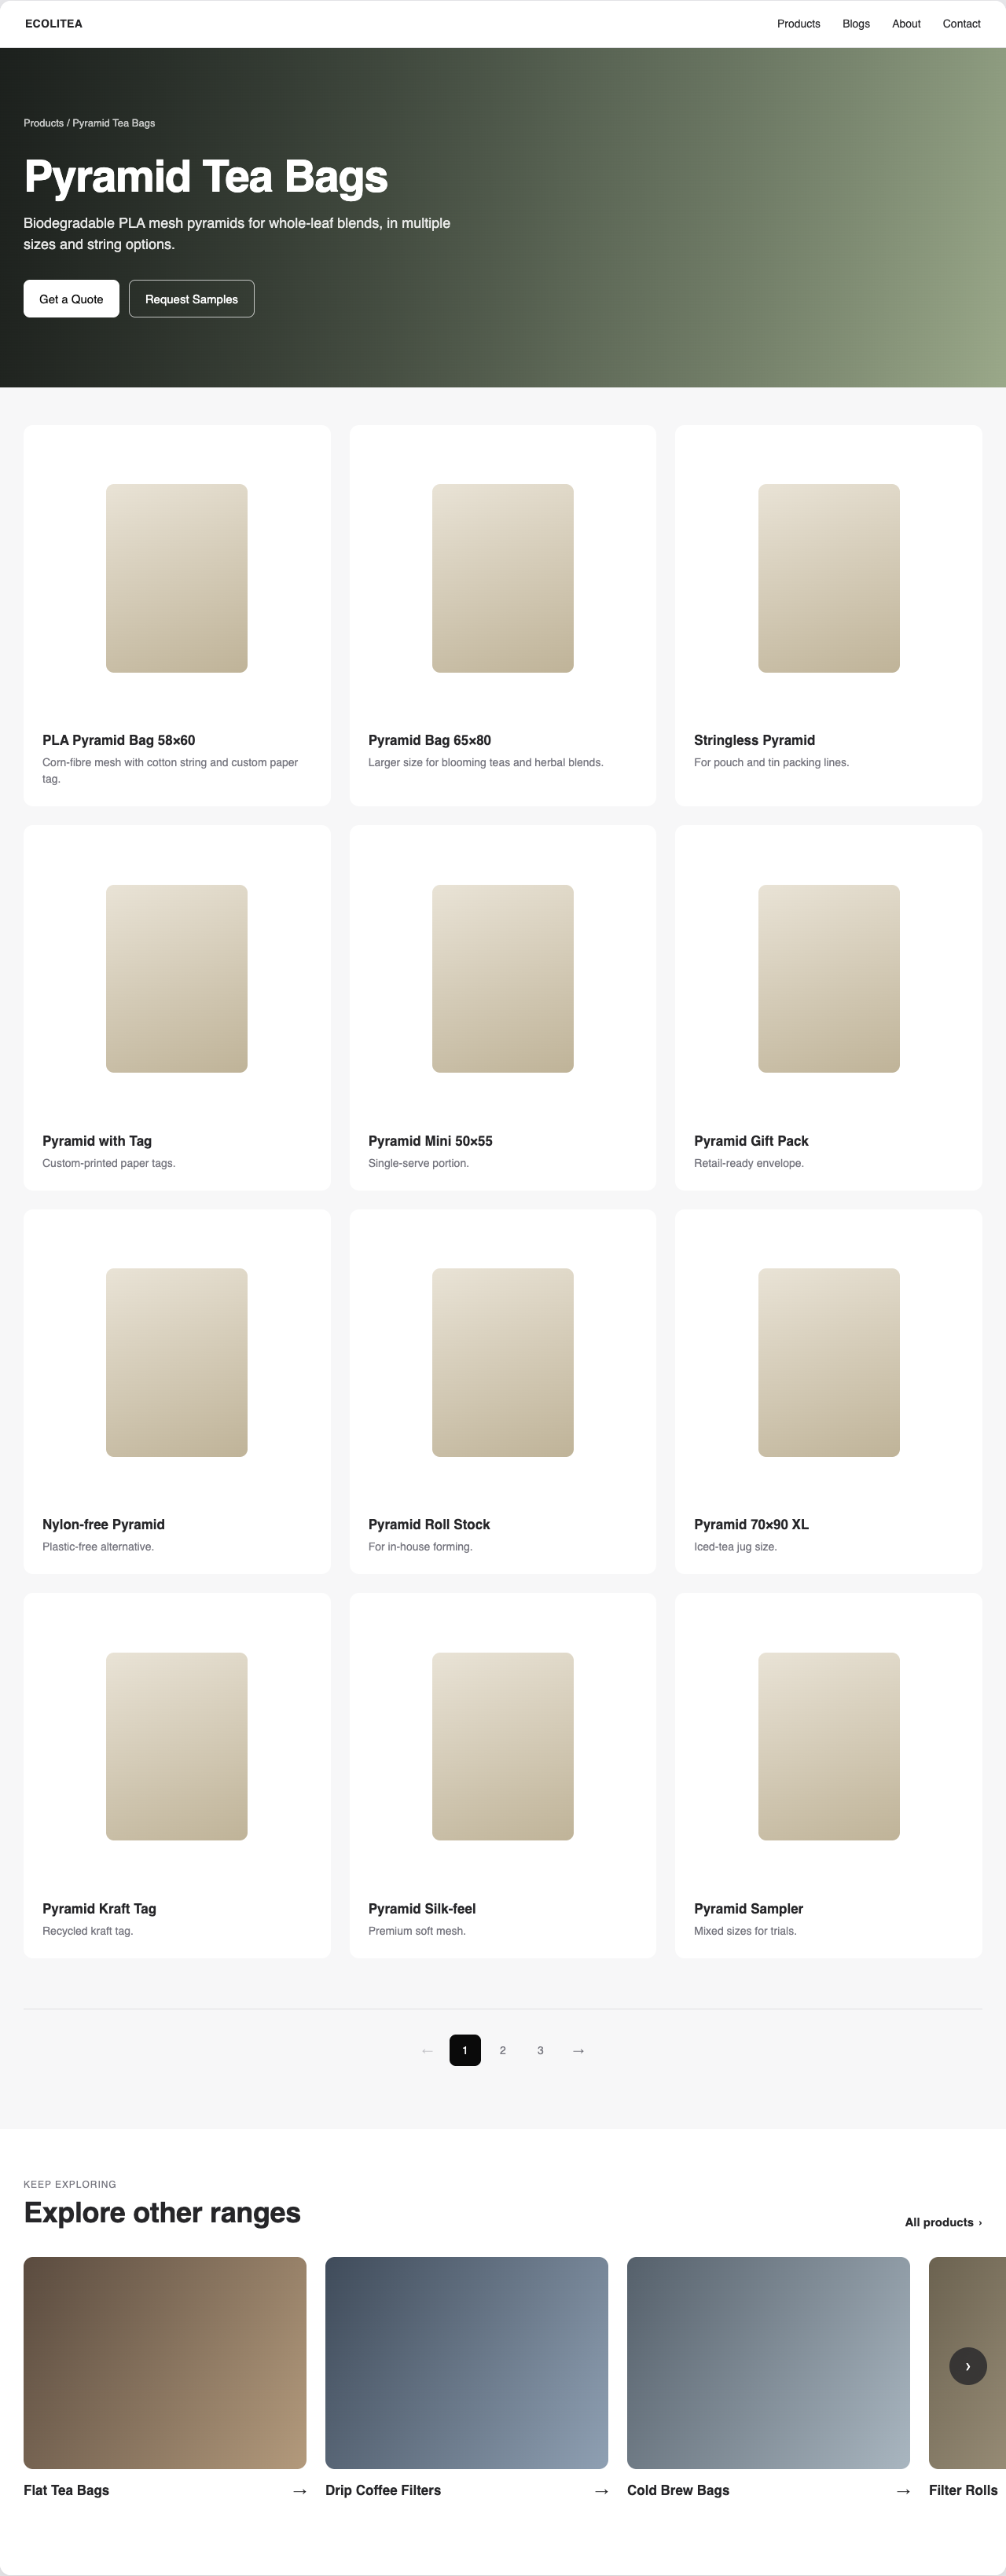 ECOLITEA
Products
Blogs
About
Contact
Products / Pyramid Tea Bags
Pyramid Tea Bags
Biodegradable PLA mesh pyramids for whole-leaf blends, in multiple
sizes and string options.
Get a Quote
Request Samples
PLA Pyramid Bag 58×60
Corn-fibre mesh with cotton string and custom paper
tag.
Pyramid Bag 65×80
Larger size for blooming teas and herbal blends.
Stringless Pyramid
For pouch and tin packing lines.
Pyramid with Tag
Custom-printed paper tags.
Pyramid Mini 50×55
Single-serve portion.
Pyramid Gift Pack
Retail-ready envelope.
Nylon-free Pyramid
Plastic-free alternative.
Pyramid Roll Stock
For in-house forming.
Pyramid 70×90 XL
Iced-tea jug size.
Pyramid Kraft Tag
Recycled kraft tag.
Pyramid Silk-feel
Premium soft mesh.
Pyramid Sampler
Mixed sizes for trials.
← 1 2 3 →
KEEP EXPLORING
Explore other ranges
All products ›
›
Flat Tea Bags →
Drip Coffee Filters →
Cold Brew Bags →
Filter Rolls